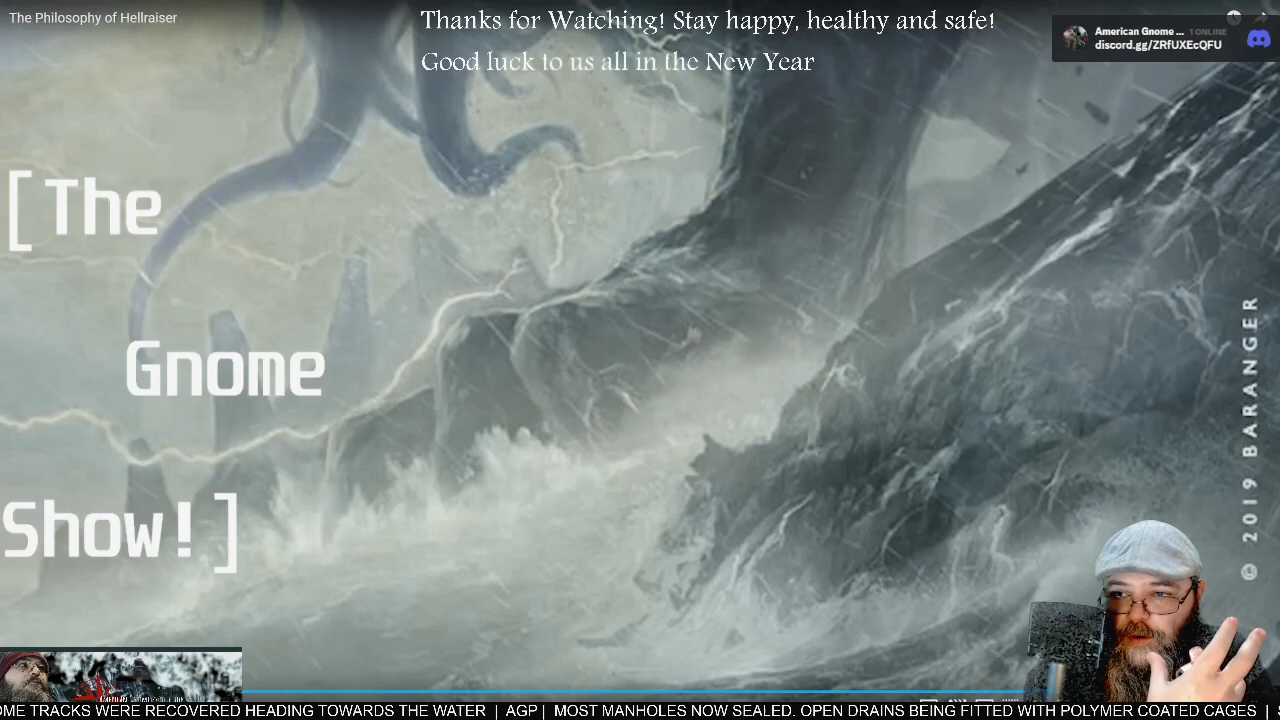 The Philosophy of Hellraiser
Thanks for Watching! Stay happy, healthy and safe!
Good luck to us all in the New Year
American Gnome ... 1 ONLINE
discord.gg/ZRfUXEcQFU
[The
Gnome
Show!]
© 2019 BARANGER
OME TRACKS WERE RECOVERED HEADING TOWARDS THE WATER | AGP | MOST MANHOLES NOW SEALED. OPEN DRAINS BEING FITTED WITH POLYMER COATED CAGES |